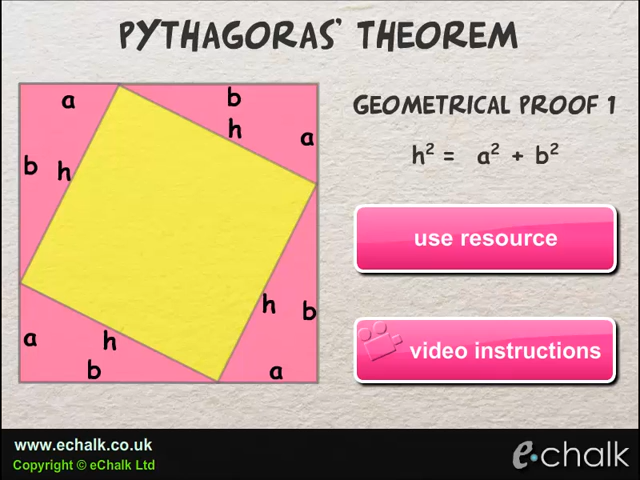 PYTHAGORAS' THEOREM
a
b
h
a
b
h
h
b
a
h
b
a
GEOMETRICAL PROOF 1
h² = a² + b²
use resource
video instructions
www.echalk.co.uk
Copyright © eChalk Ltd
e·chalk